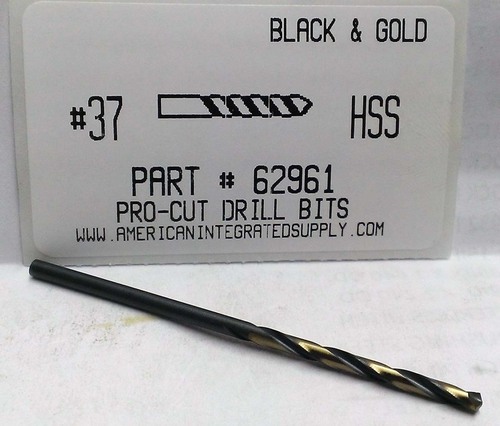 BLACK & GOLD
#37 HSS
PART # 62961
PRO-CUT DRILL BITS
WWW.AMERICANINTEGRATEDSUPPLY.COM